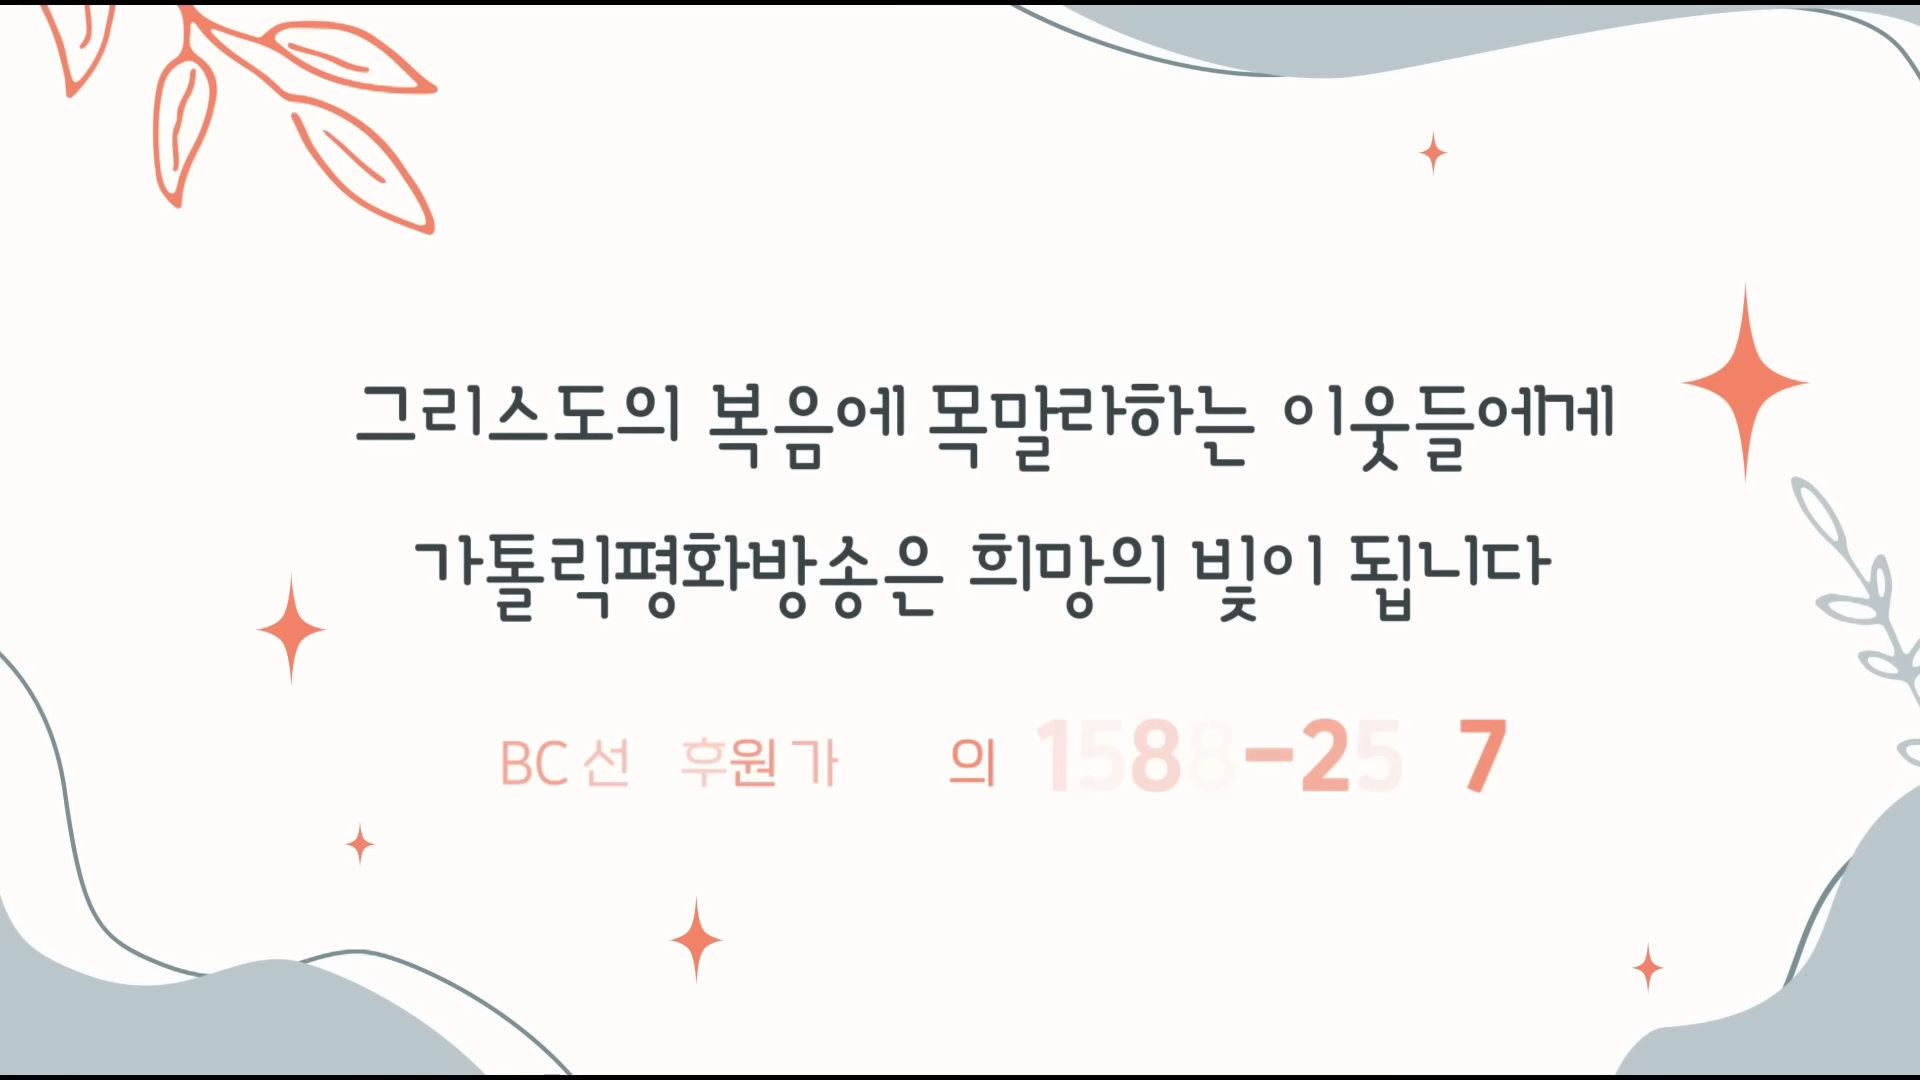 그리스도의 복음에 목말라하는 이웃들에게
가톨릭평화방송은 희망의 빛이 됩니다
BC 선 후원 가 의 1588-25 7